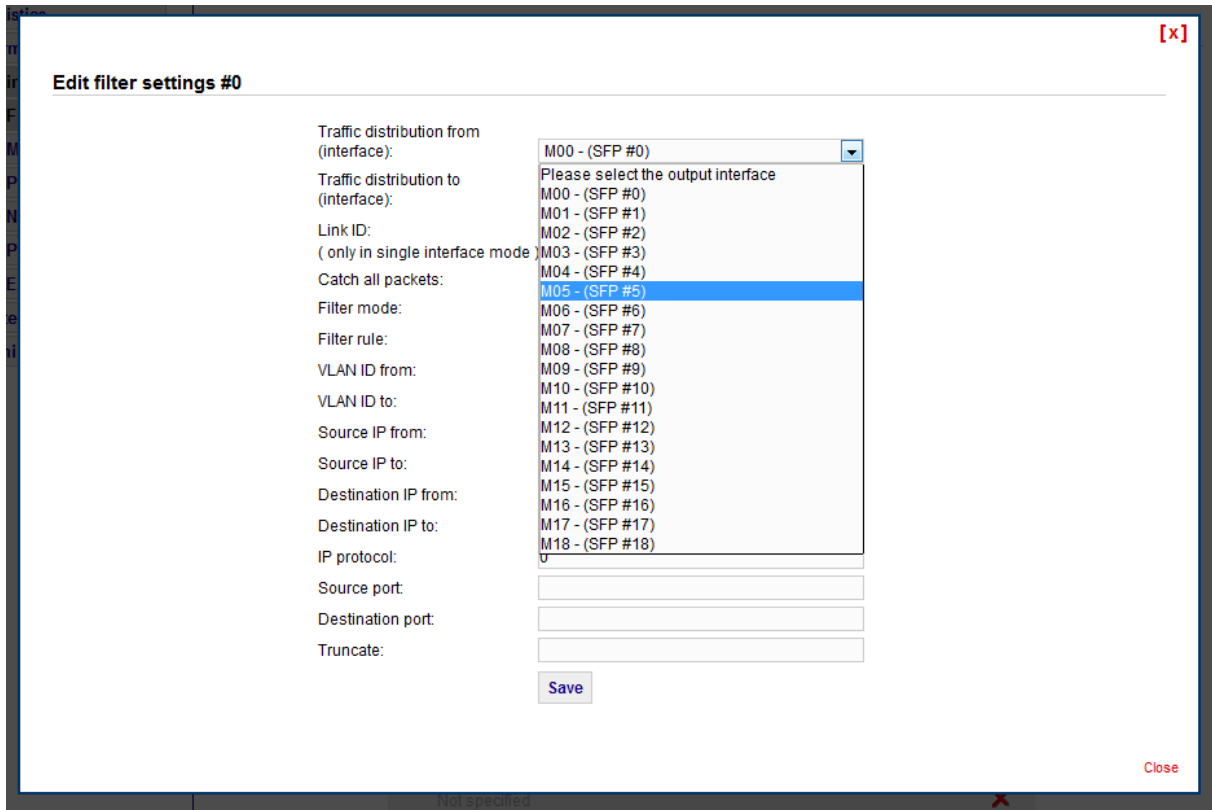 [x]
Edit filter settings #0
Traffic distribution from
(interface):
M00 - (SFP #0)
Traffic distribution to
(interface):
Link ID:
( only in single interface mode )
Catch all packets:
Filter mode:
Filter rule:
VLAN ID from:
VLAN ID to:
Source IP from:
Source IP to:
Destination IP from:
Destination IP to:
IP protocol:
Source port:
Destination port:
Truncate:
Please select the output interface
M00 - (SFP #0)
M01 - (SFP #1)
M02 - (SFP #2)
M03 - (SFP #3)
M04 - (SFP #4)
M05 - (SFP #5)
M06 - (SFP #6)
M07 - (SFP #7)
M08 - (SFP #8)
M09 - (SFP #9)
M10 - (SFP #10)
M11 - (SFP #11)
M12 - (SFP #12)
M13 - (SFP #13)
M14 - (SFP #14)
M15 - (SFP #15)
M16 - (SFP #16)
M17 - (SFP #17)
M18 - (SFP #18)
0
Save
Close
Not specified